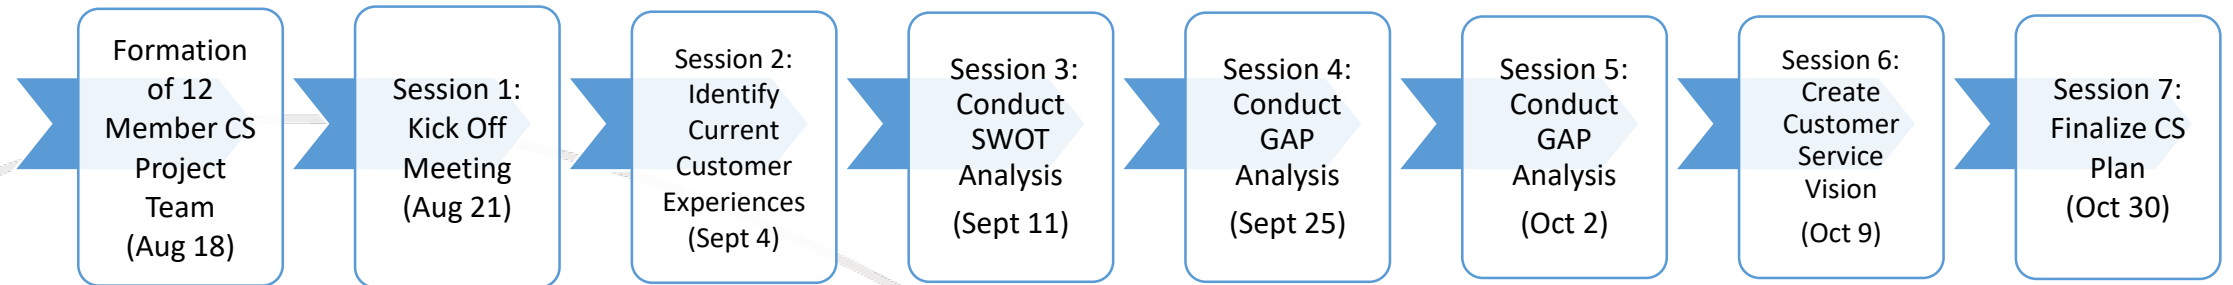 Formation
of 12
Member CS
Project
Team
(Aug 18)
Session 1:
Kick Off
Meeting
(Aug 21)
Session 2:
Identify
Current
Customer
Experiences
(Sept 4)
Session 3:
Conduct
SWOT
Analysis
(Sept 11)
Session 4:
Conduct
GAP
Analysis
(Sept 25)
Session 5:
Conduct
GAP
Analysis
(Oct 2)
Session 6:
Create
Customer
Service
Vision
(Oct 9)
Session 7:
Finalize CS
Plan
(Oct 30)